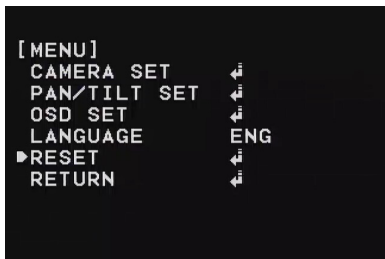 [MENU]
CAMERA SET ↲
PAN/TILT SET ↲
OSD SET ↲
LANGUAGE ENG
►RESET ↲
RETURN ↲